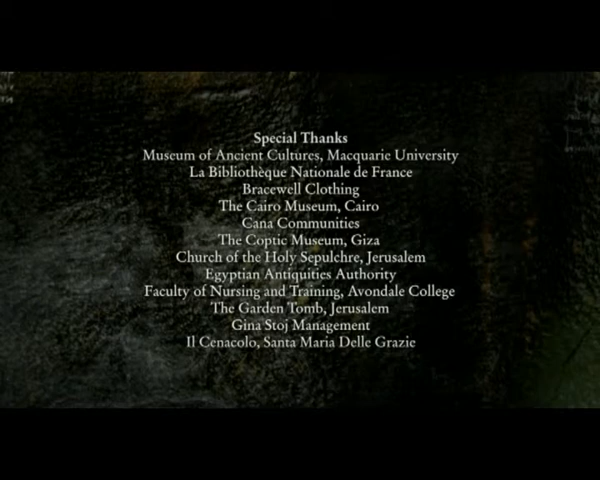 Special Thanks
Museum of Ancient Cultures, Macquarie University
La Bibliothèque Nationale de France
Bracewell Clothing
The Cairo Museum, Cairo
Cana Communities
The Coptic Museum, Giza
Church of the Holy Sepulchre, Jerusalem
Egyptian Antiquities Authority
Faculty of Nursing and Training, Avondale College
The Garden Tomb, Jerusalem
Gina Stoj Management
Il Cenacolo, Santa Maria Delle Grazie